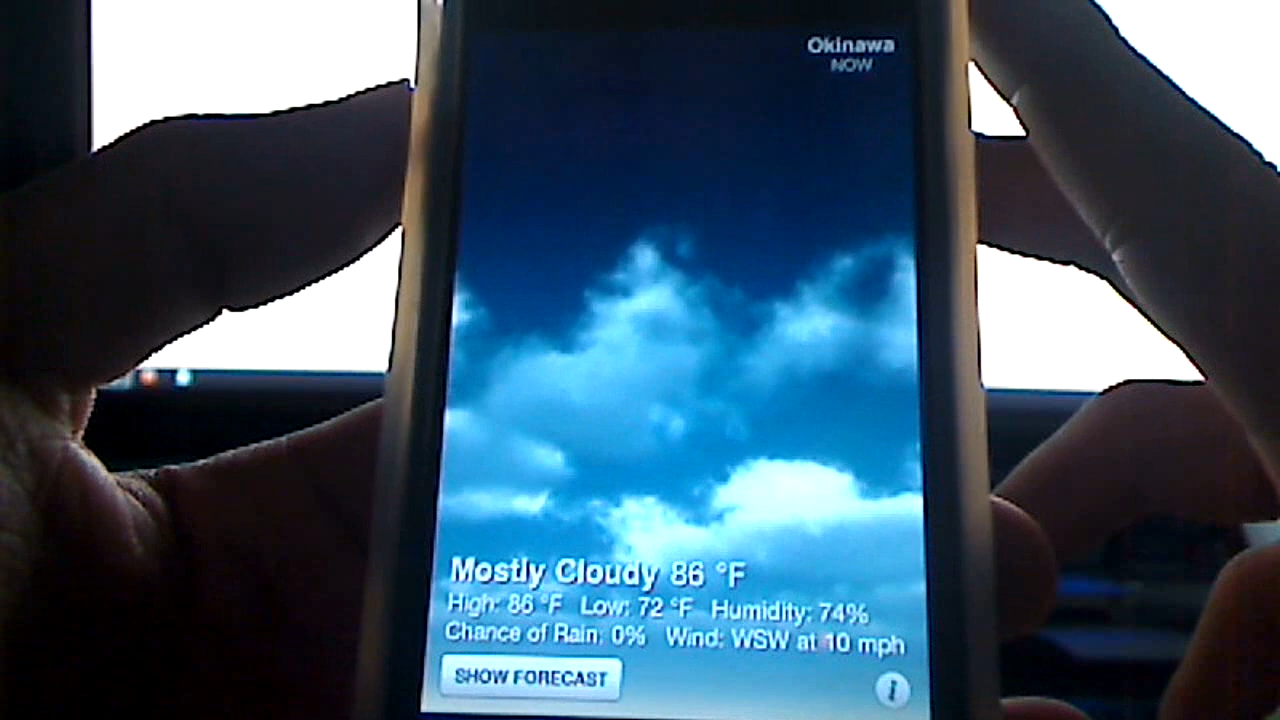 Okinawa
NOW
Mostly Cloudy 86 °F
High: 86 °F Low: 72 °F Humidity: 74%
Chance of Rain: 0% Wind: WSW at 10 mph
SHOW FORECAST
i